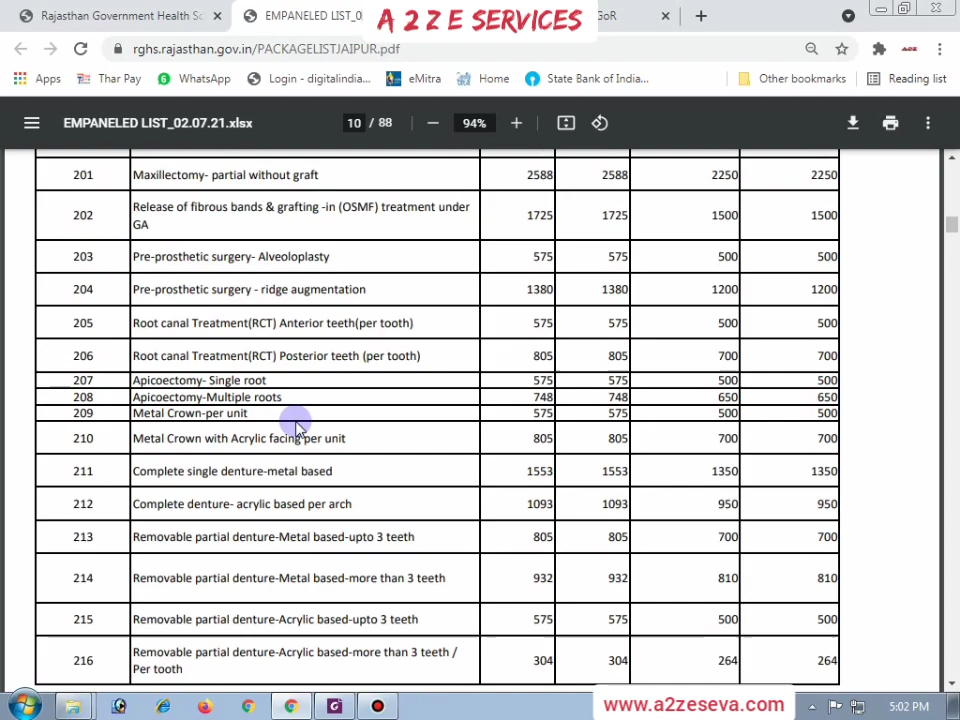 Rajasthan Government Health Sc
EMPANELED LIST_0
GoR
A 2 Z E SERVICES
rghs.rajasthan.gov.in/PACKAGELISTJAIPUR.pdf
Apps
Thar Pay
WhatsApp
Login - digitalindia...
eMitra
Home
State Bank of India...
Other bookmarks
Reading list
EMPANELED LIST_02.07.21.xlsx
10 / 88
94%
201 Maxillectomy- partial without graft 2588 2588 2250 2250
202 Release of fibrous bands & grafting -in (OSMF) treatment under
GA 1725 1725 1500 1500
203 Pre-prosthetic surgery- Alveoloplasty 575 575 500 500
204 Pre-prosthetic surgery - ridge augmentation 1380 1380 1200 1200
205 Root canal Treatment(RCT) Anterior teeth(per tooth) 575 575 500 500
206 Root canal Treatment(RCT) Posterior teeth (per tooth) 805 805 700 700
207 Apicoectomy- Single root 575 575 500 500
208 Apicoectomy-Multiple roots 748 748 650 650
209 Metal Crown-per unit 575 575 500 500
210 Metal Crown with Acrylic facing per unit 805 805 700 700
211 Complete single denture-metal based 1553 1553 1350 1350
212 Complete denture- acrylic based per arch 1093 1093 950 950
213 Removable partial denture-Metal based-upto 3 teeth 805 805 700 700
214 Removable partial denture-Metal based-more than 3 teeth 932 932 810 810
215 Removable partial denture-Acrylic based-upto 3 teeth 575 575 500 500
216 Removable partial denture-Acrylic based-more than 3 teeth /
Per tooth 304 304 264 264
www.a2zeseva.com
5:02 PM